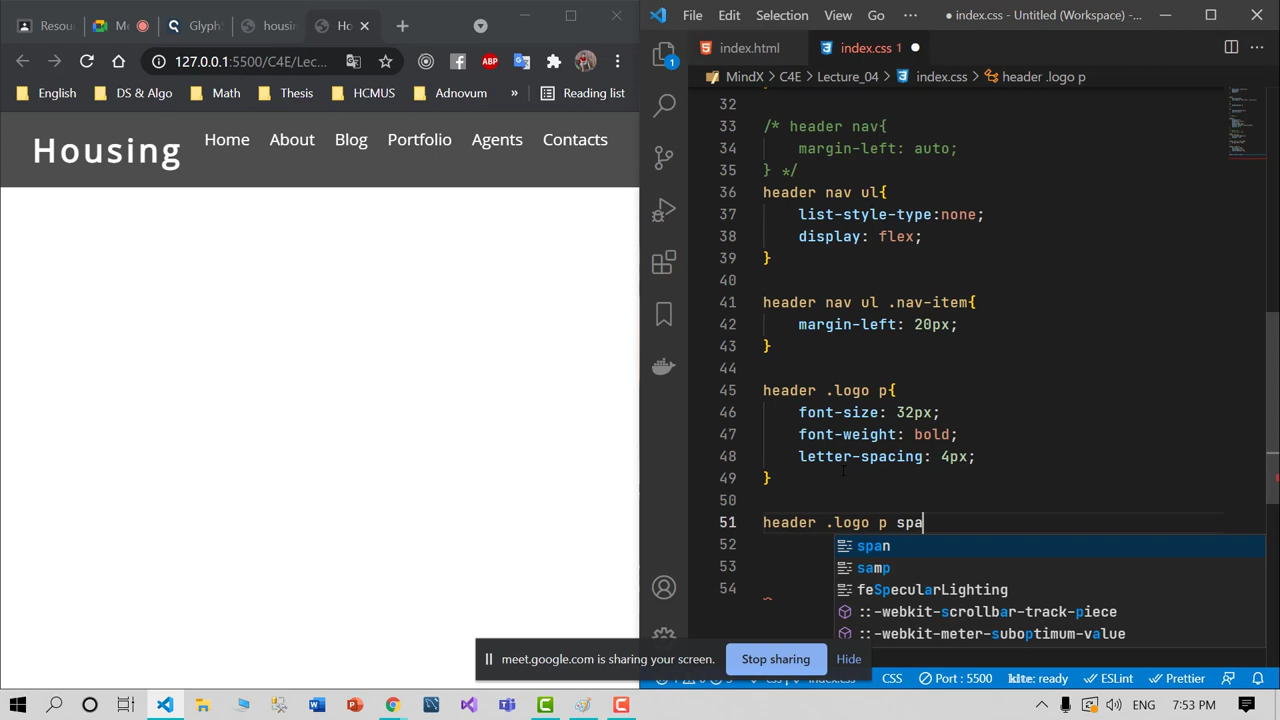 Resou
Me
Glyph
housin
Ho
127.0.0.1:5500/C4E/Lec...
ABP
English
DS & Algo
Math
Thesis
HCMUS
Adnovum
»
Reading list
Housing
Home
About
Blog
Portfolio
Agents
Contacts
File
Edit
Selection
View
Go
● index.css - Untitled (Workspace) -...
index.html
index.css 1
MindX > C4E > Lecture_04 > index.css > header .logo p
1
32
33 /* header nav{
34 margin-left: auto;
35 } */
36 header nav ul{
37 list-style-type:none;
38 display: flex;
39 }
40
41 header nav ul .nav-item{
42 margin-left: 20px;
43 }
44
45 header .logo p{
46 font-size: 32px;
47 font-weight: bold;
48 letter-spacing: 4px;
49 }
50
51 header .logo p spa
52
53
54
span
samp
feSpecularLighting
::-webkit-scrollbar-track-piece
::-webkit-meter-suboptimum-value
meet.google.com is sharing your screen.
Stop sharing
Hide
CSS
Port : 5500
kite: ready
ESLint
Prettier
ENG
7:53 PM